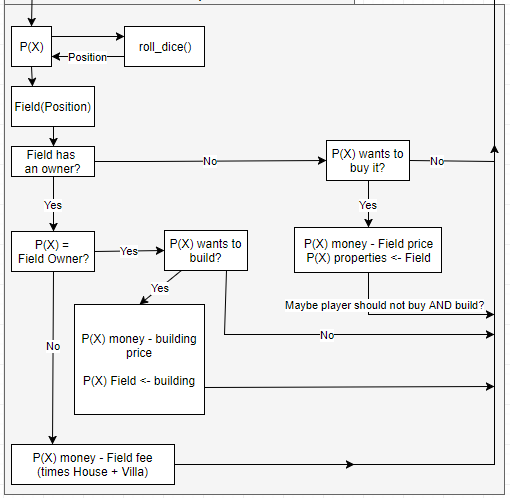 P(X)
roll_dice()
Position
Field(Position)
Field has
an owner?
No
P(X) wants to
buy it?
No
Yes
Yes
P(X) =
Field Owner?
Yes
P(X) wants to
build?
P(X) money - Field price
P(X) properties <- Field
Yes
Maybe player should not buy AND build?
No
No
P(X) money - building
price
P(X) Field <- building
P(X) money - Field fee
(times House + Villa)